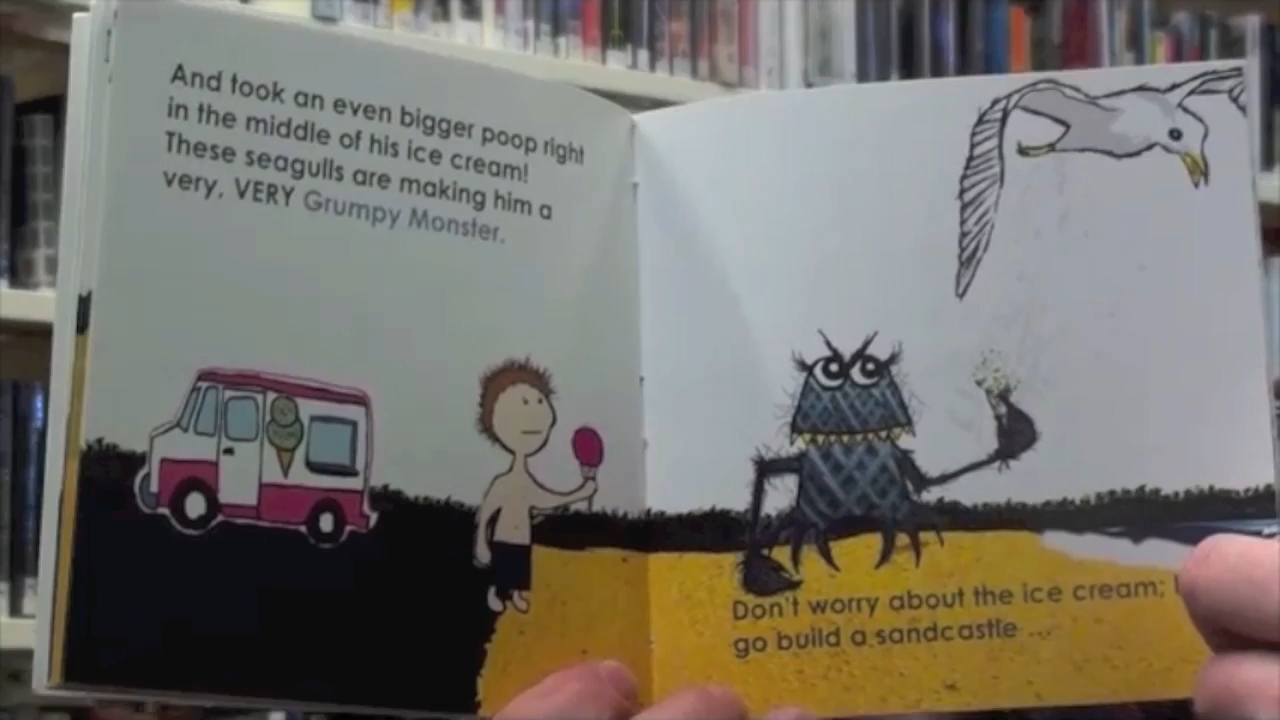 And took an even bigger poop right
in the middle of his ice cream!
These seagulls are making him a
very, VERY Grumpy Monster.
Don't worry about the ice cream;
go build a sandcastle ...